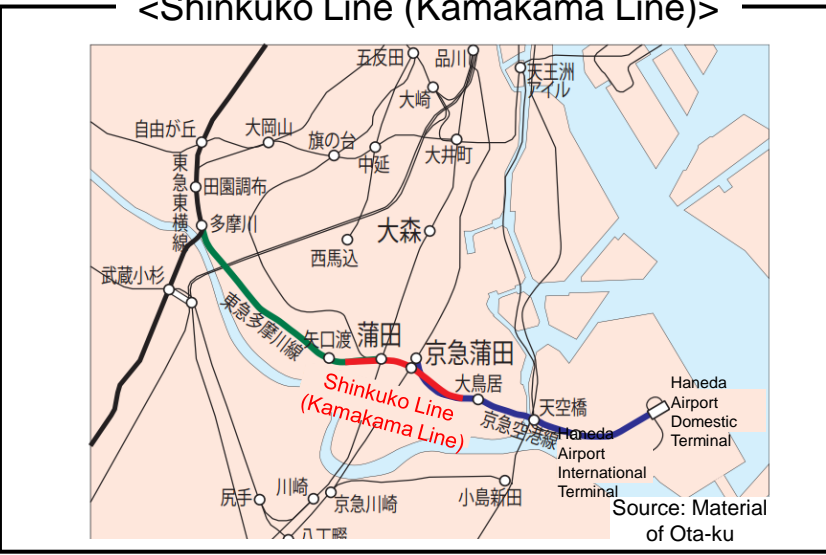 <Shinkuko Line (Kamakama Line)>
五反田
品川
天王洲
アイル
大崎
自由が丘
大岡山
旗の台
中延
大井町
東急東横線
田園調布
多摩川
大森
西馬込
武蔵小杉
東急多摩川線
矢口渡
蒲田
京急蒲田
大鳥居
Shinkuko Line
(Kamakama Line)
京急空港線
天空橋
Haneda
Airport
Domestic
Terminal
Haneda
Airport
International
Terminal
尻手
川崎
京急川崎
小島新田
八丁畷
Source: Material
of Ota-ku